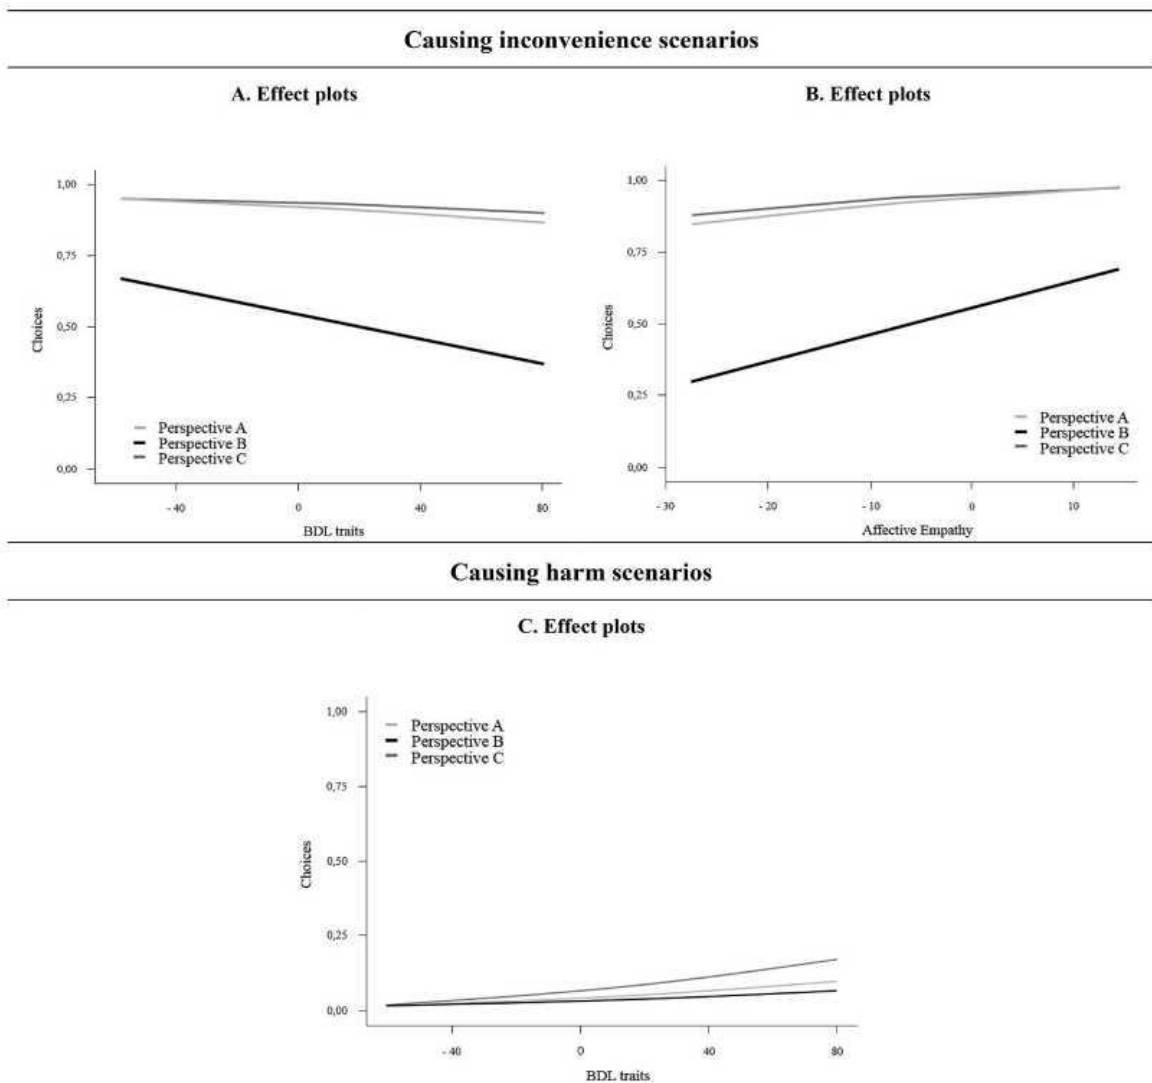 Causing inconvenience scenarios
A. Effect plots
1,00
0,75
0,50
0,25
0,00
Choices
Perspective A
Perspective B
Perspective C
- 40
0
40
80
BDL traits
B. Effect plots
1,00
0,75
0,50
0,25
0,00
Choices
Perspective A
Perspective B
Perspective C
- 30
- 20
- 10
0
10
Affective Empathy
Causing harm scenarios
C. Effect plots
1,00
0,75
0,50
0,25
0,00
Choices
Perspective A
Perspective B
Perspective C
- 40
0
40
80
BDL traits